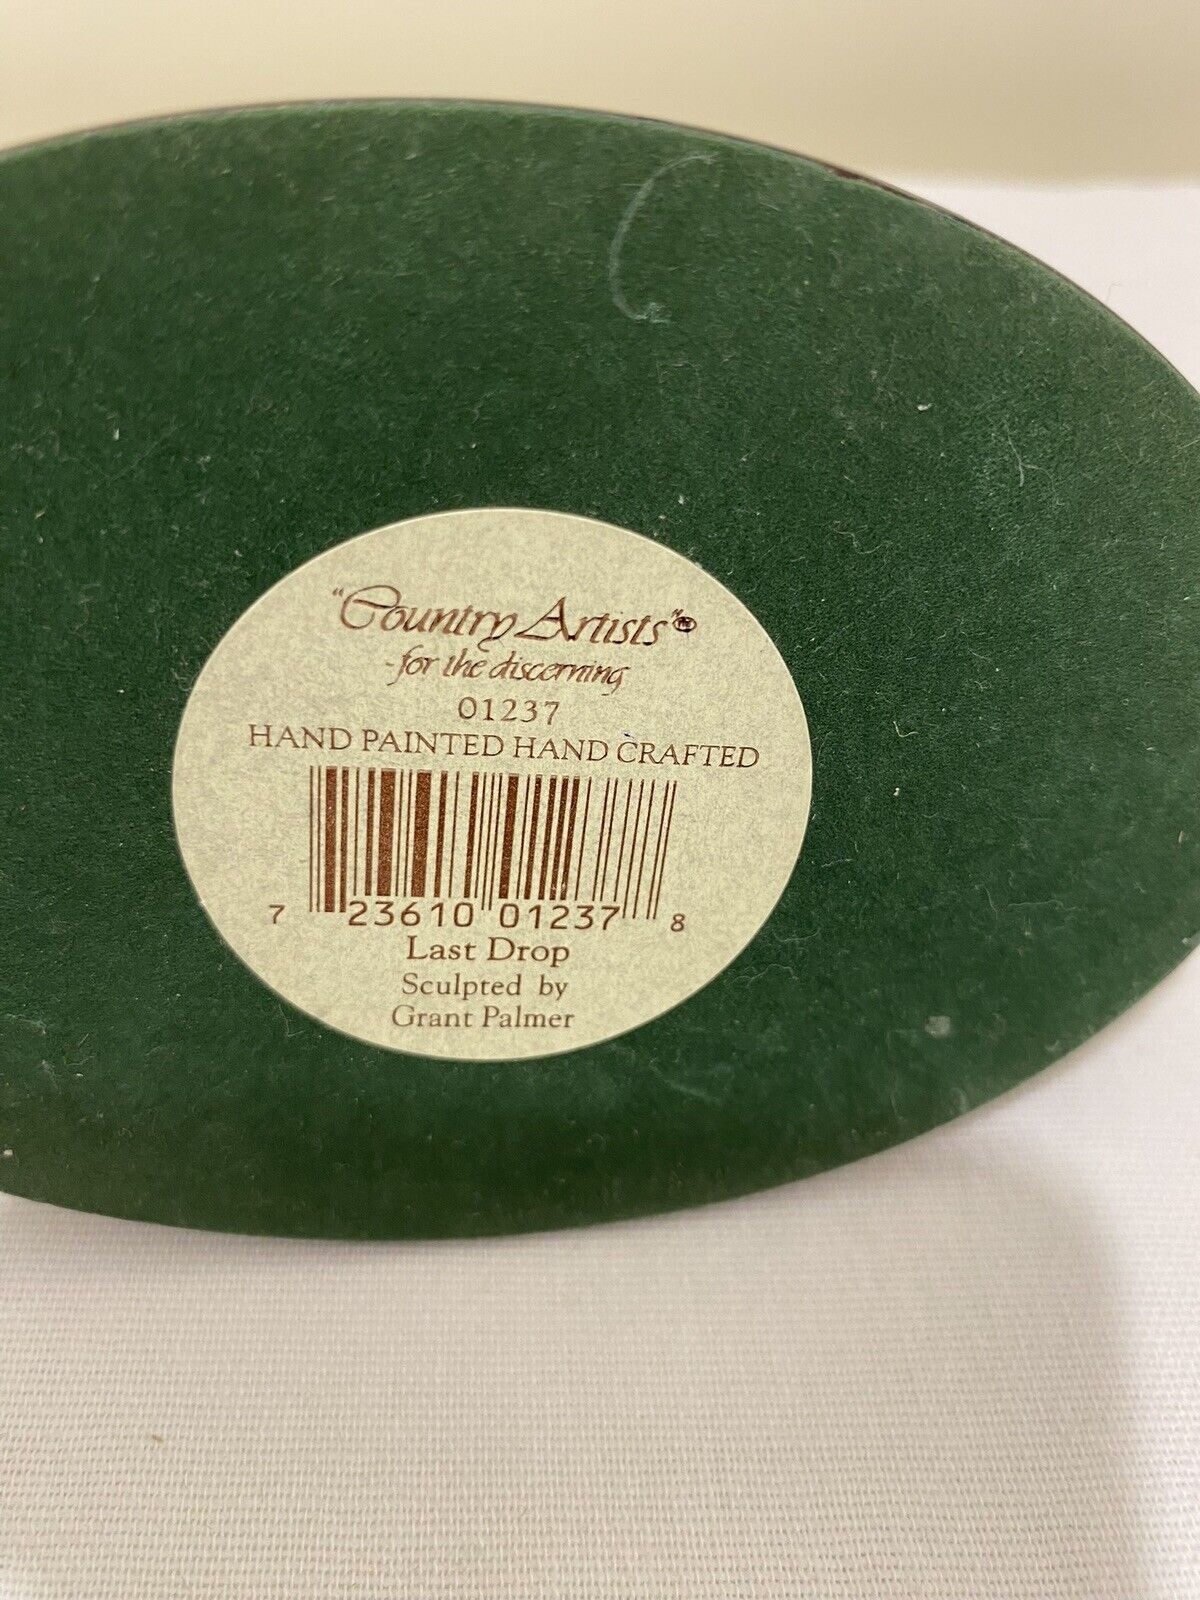 "Country Artists"®
-for the discerning
01237
HAND PAINTED HAND CRAFTED
7 23610 01237 8
Last Drop
Sculpted by
Grant Palmer